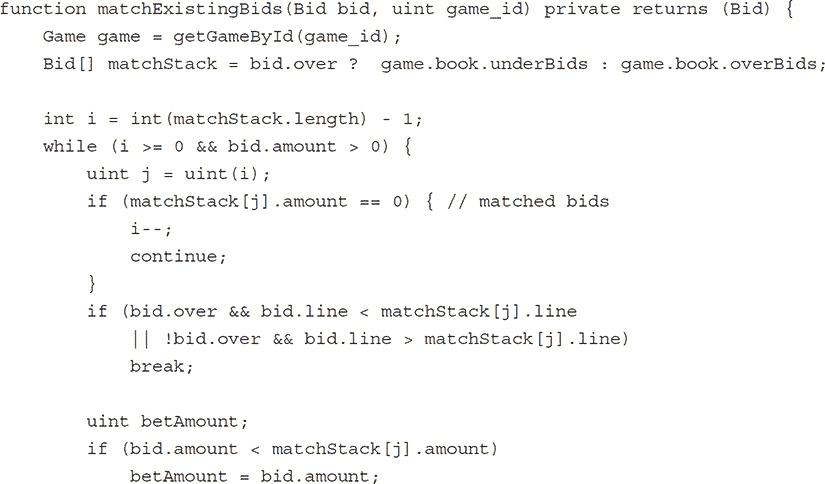 function matchExistingBids(Bid bid, uint game_id) private returns (Bid) {
    Game game = getGameById(game_id);
    Bid[] matchStack = bid.over ?  game.book.underBids : game.book.overBids;

    int i = int(matchStack.length) - 1;
    while (i >= 0 && bid.amount > 0) {
        uint j = uint(i);
        if (matchStack[j].amount == 0) { // matched bids
            i--;
            continue;
        }
        if (bid.over && bid.line < matchStack[j].line
            || !bid.over && bid.line > matchStack[j].line)
            break;

        uint betAmount;
        if (bid.amount < matchStack[j].amount)
            betAmount = bid.amount;